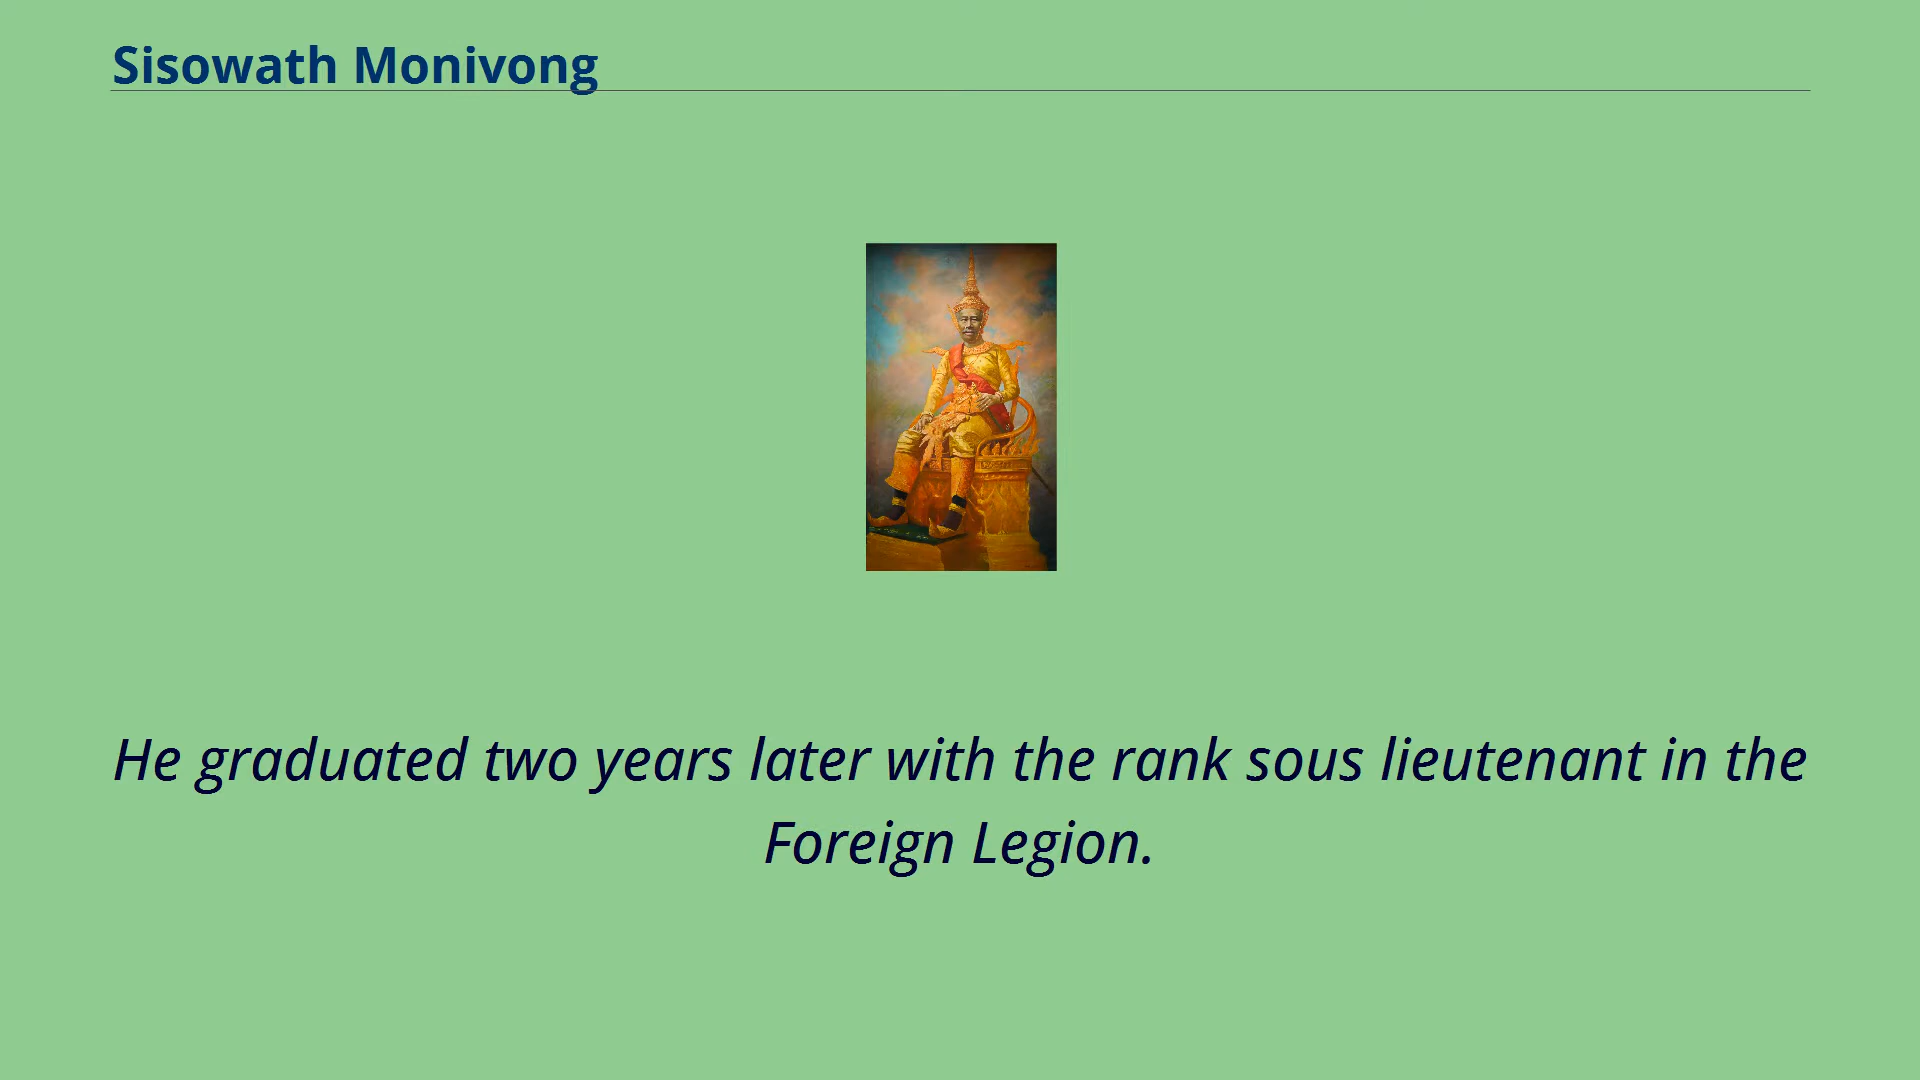 Sisowath Monivong
He graduated two years later with the rank sous lieutenant in the
Foreign Legion.